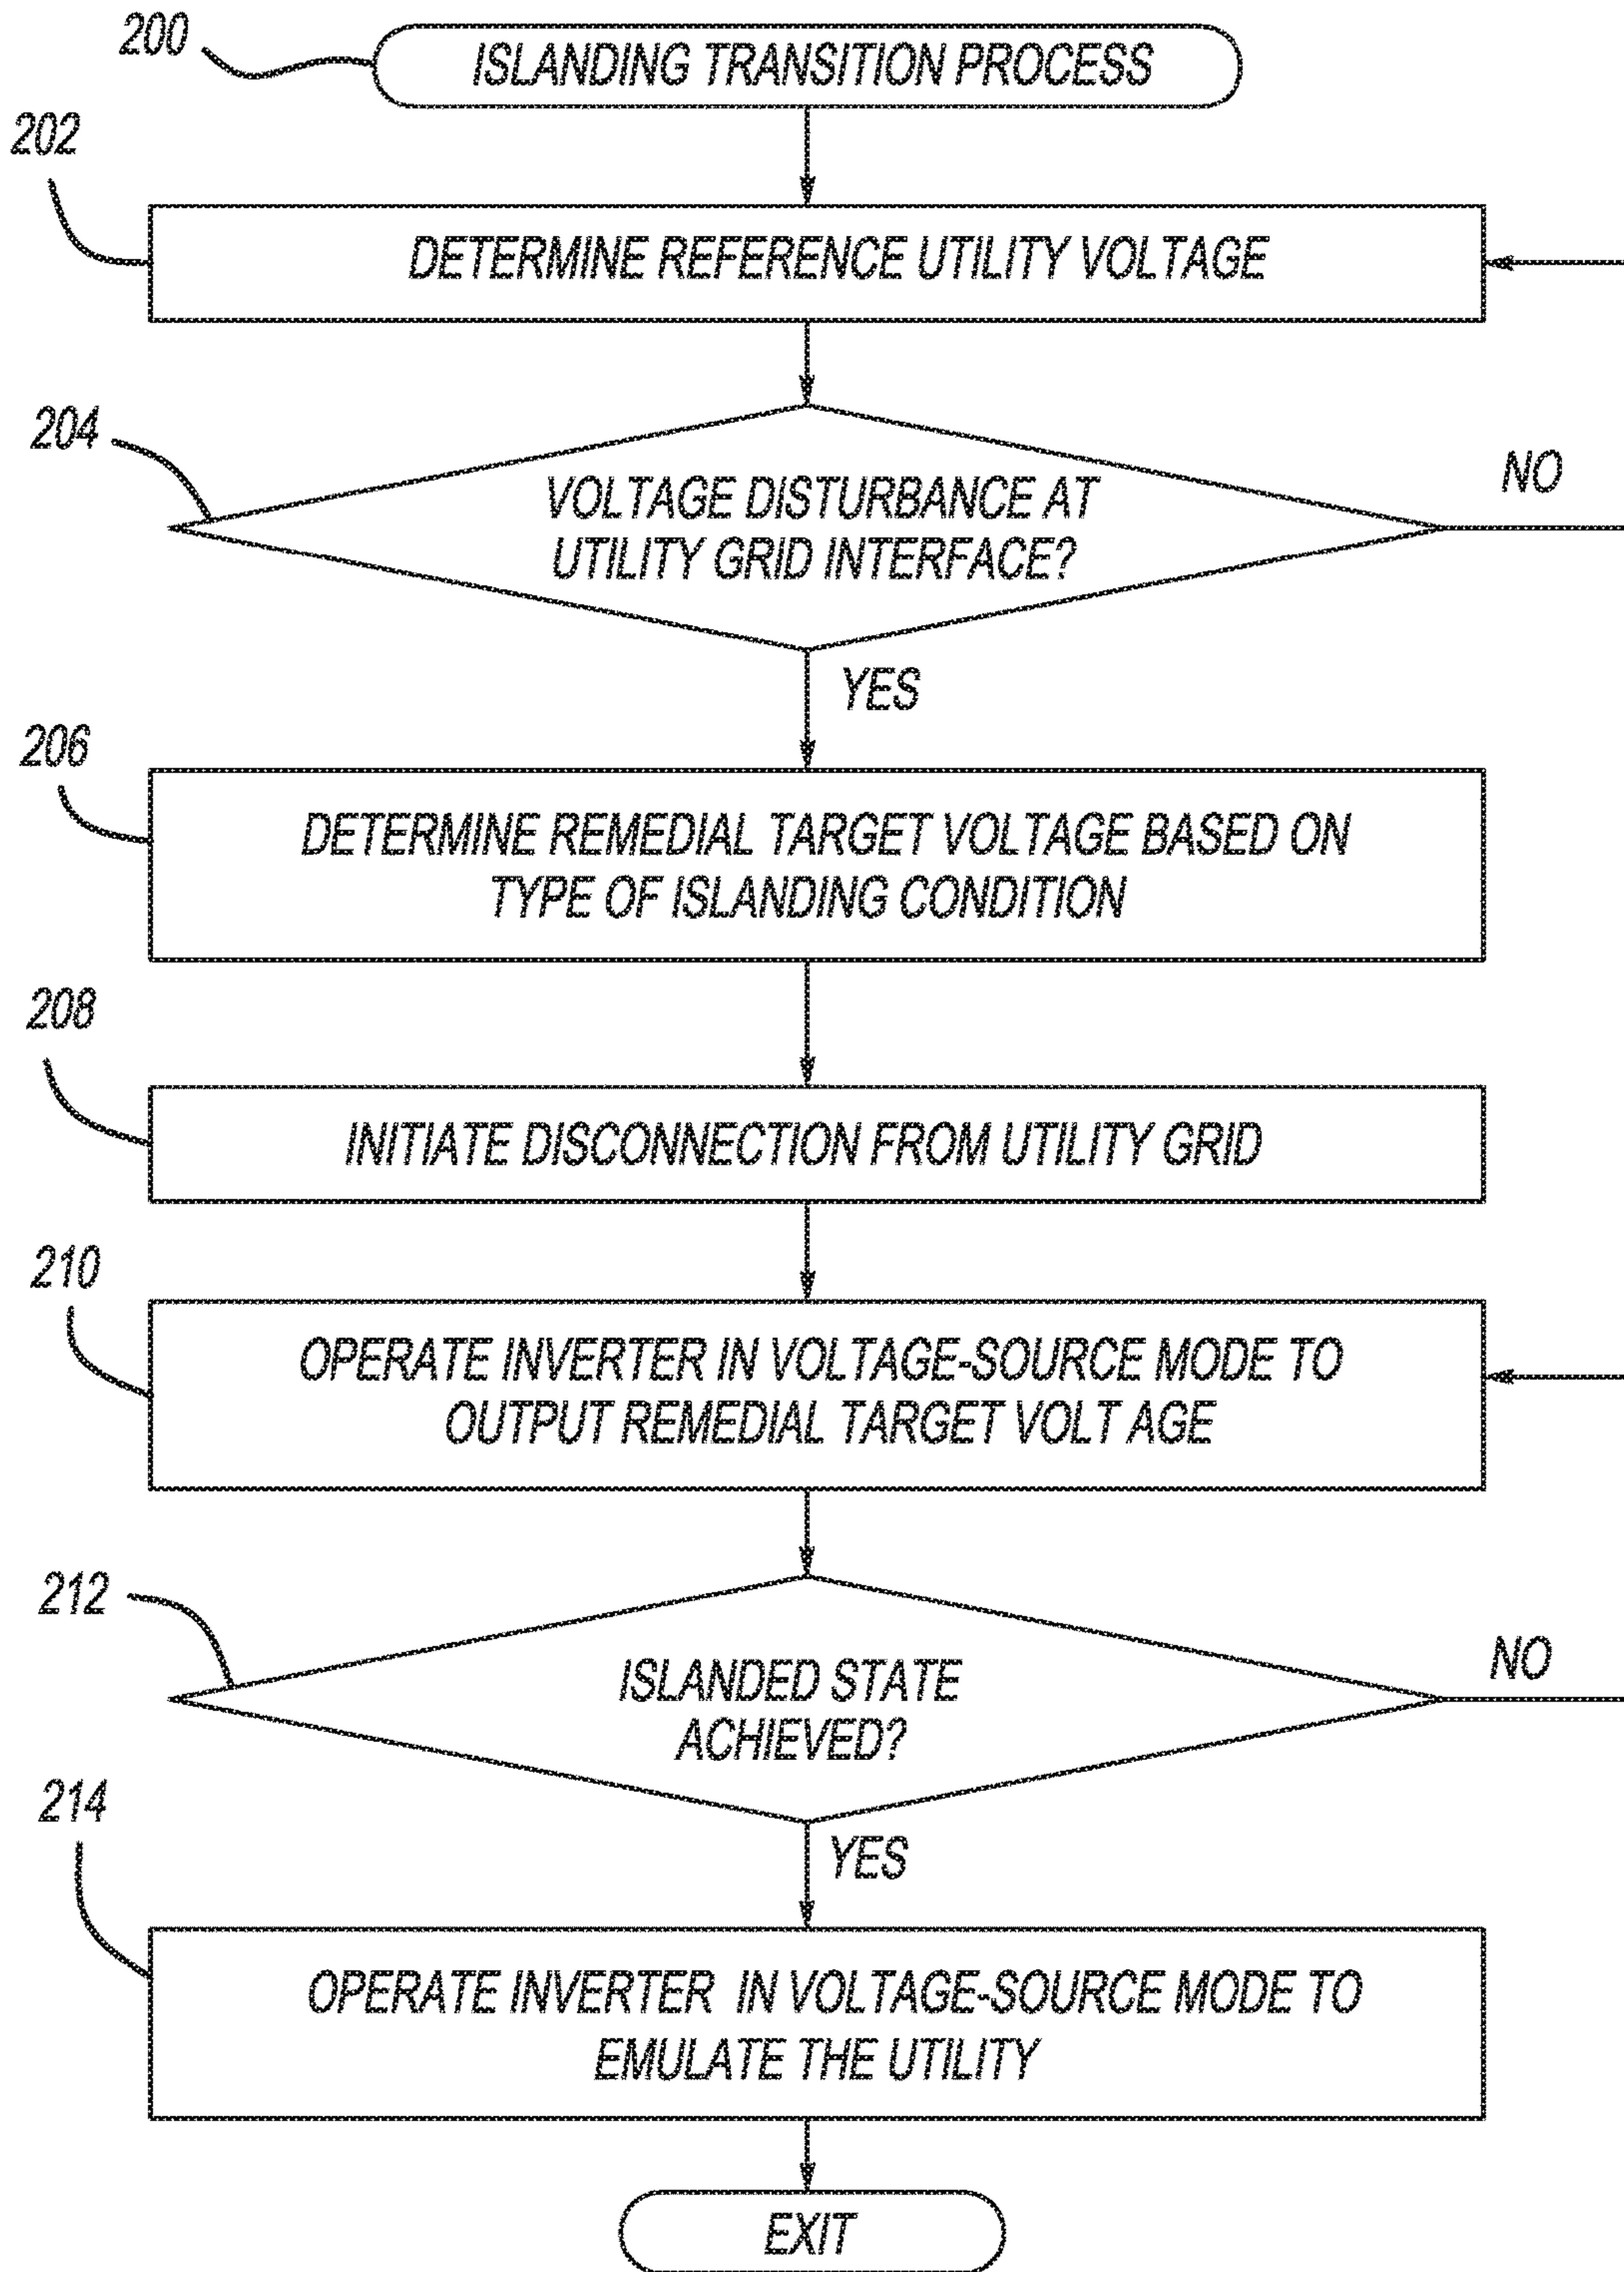 200
ISLANDING TRANSITION PROCESS
202
DETERMINE REFERENCE UTILITY VOLTAGE
204
VOLTAGE DISTURBANCE AT
UTILITY GRID INTERFACE?
NO
YES
206
DETERMINE REMEDIAL TARGET VOLTAGE BASED ON
TYPE OF ISLANDING CONDITION
208
INITIATE DISCONNECTION FROM UTILITY GRID
210
OPERATE INVERTER IN VOLTAGE-SOURCE MODE TO
OUTPUT REMEDIAL TARGET VOLT AGE
212
ISLANDED STATE
ACHIEVED?
NO
YES
214
OPERATE INVERTER IN VOLTAGE-SOURCE MODE TO
EMULATE THE UTILITY
EXIT